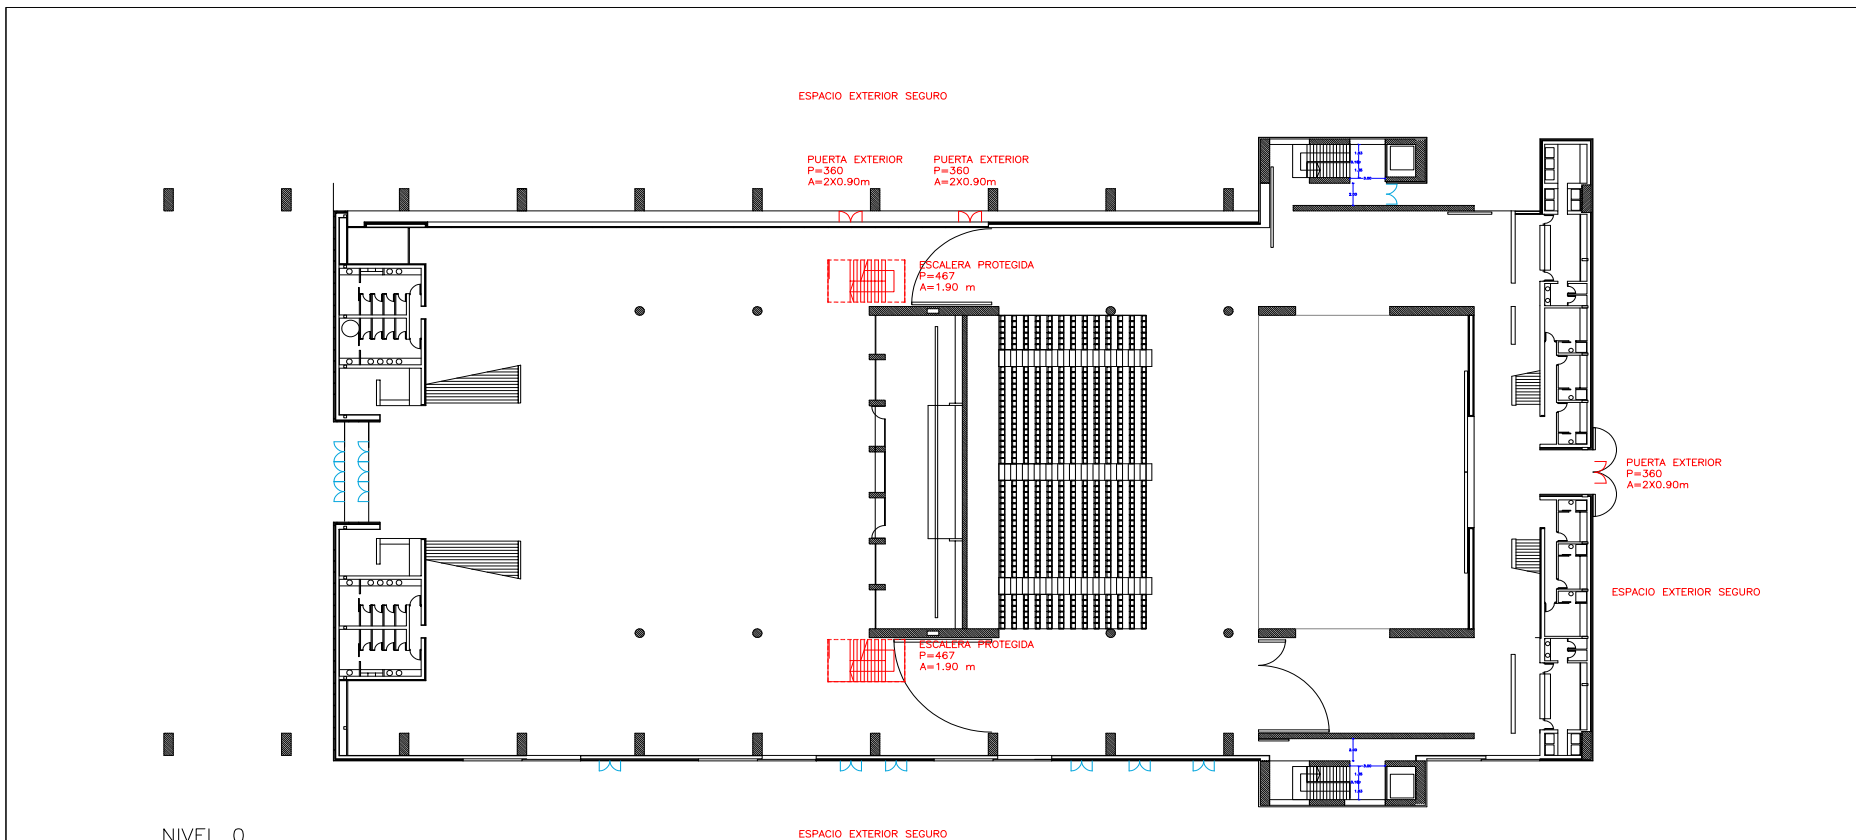 ESPACIO EXTERIOR SEGURO
PUERTA EXTERIOR
P=360
A=2X0.90m
PUERTA EXTERIOR
P=360
A=2X0.90m
ESCALERA PROTEGIDA
P=467
A=1.90 m
PUERTA EXTERIOR
P=360
A=2X0.90m
ESPACIO EXTERIOR SEGURO
ESCALERA PROTEGIDA
P=467
A=1.90 m
NIVEL 0
ESPACIO EXTERIOR SEGURO